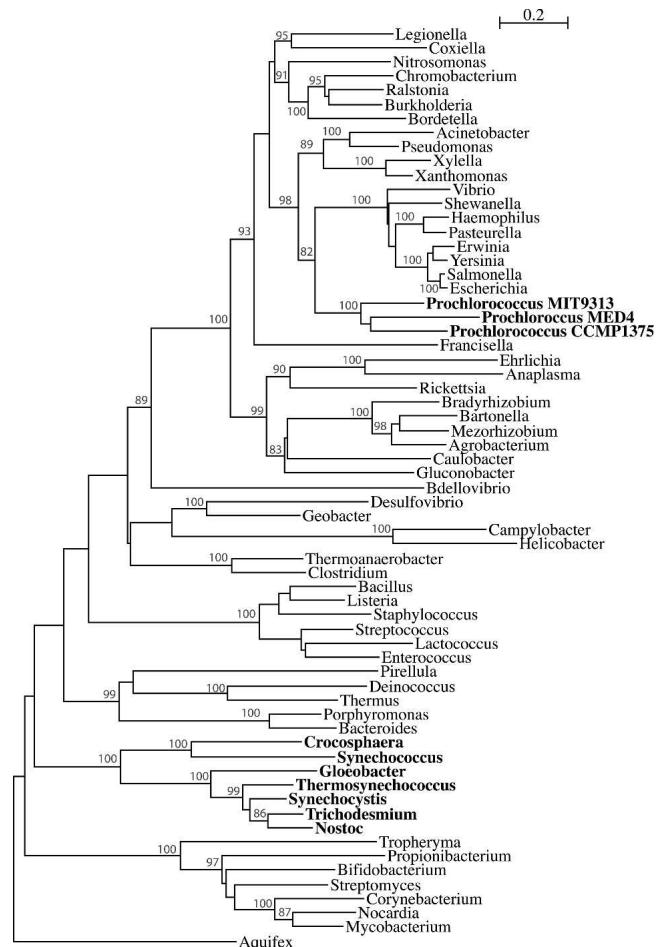 0.2
95
Legionella
Coxiella
Nitrosomonas
91
95
Chromobacterium
Ralstonia
Burkholderia
100
Bordetella
Acinetobacter
100
89
Pseudomonas
Xylella
100
Xanthomonas
Vibrio
98
100
Shewanella
Haemophilus
100
Pasteurella
93
Erwinia
82
Yersinia
100
Salmonella
100
Escherichia
100
Prochlorococcus MIT9313
Prochloroccus MED4
Prochlorococcus CCMP1375
100
Francisella
Ehrlichia
100
90
Anaplasma
Rickettsia
89
99
Bradyrhizobium
100
Bartonella
98
Mezorhizobium
Agrobacterium
83
Caulobacter
Gluconobacter
Bdellovibrio
100
Desulfovibrio
Geobacter
100
Campylobacter
Helicobacter
100
Thermoanaerobacter
Clostridium
Bacillus
Listeria
100
Staphylococcus
Streptococcus
Lactococcus
Enterococcus
Pirellula
99
100
Deinococcus
Thermus
100
Porphyromonas
Bacteroides
100
Crocosphaera
100
Synechococcus
100
Gloeobacter
99
Thermosynechococcus
Synechocystis
86
Trichodesmium
Nostoc
100
Tropheryma
97
Propionibacterium
Bifidobacterium
Streptomyces
100
Corynebacterium
87
Nocardia
Mycobacterium
Aquifex